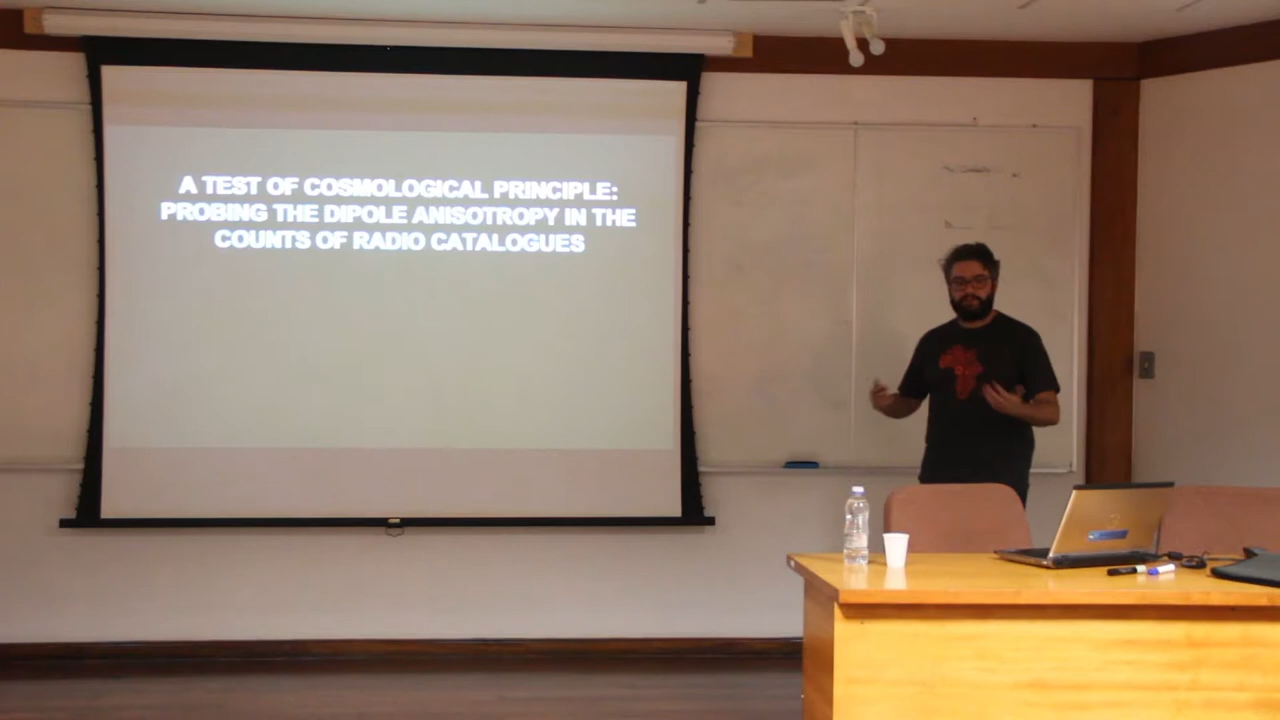 A TEST OF COSMOLOGICAL PRINCIPLE:
PROBING THE DIPOLE ANISOTROPY IN THE
COUNTS OF RADIO CATALOGUES